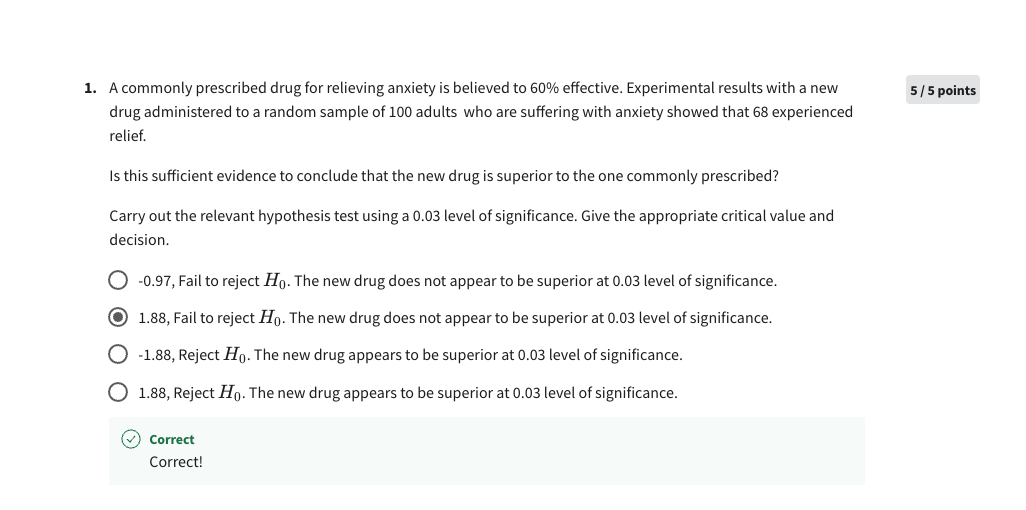 1. A commonly prescribed drug for relieving anxiety is believed to 60% effective. Experimental results with a new
5 / 5 points
drug administered to a random sample of 100 adults who are suffering with anxiety showed that 68 experienced
relief.
Is this sufficient evidence to conclude that the new drug is superior to the one commonly prescribed?
Carry out the relevant hypothesis test using a 0.03 level of significance. Give the appropriate critical value and
decision.
-0.97, Fail to reject H₀. The new drug does not appear to be superior at 0.03 level of significance.
1.88, Fail to reject H₀. The new drug does not appear to be superior at 0.03 level of significance.
-1.88, Reject H₀. The new drug appears to be superior at 0.03 level of significance.
1.88, Reject H₀. The new drug appears to be superior at 0.03 level of significance.
Correct
Correct!